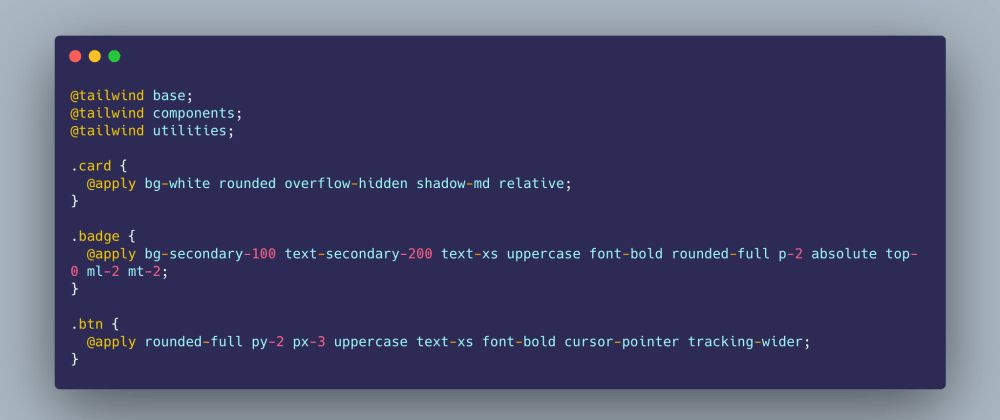 @tailwind base;
@tailwind components;
@tailwind utilities;

.card {
  @apply bg-white rounded overflow-hidden shadow-md relative;
}

.badge {
  @apply bg-secondary-100 text-secondary-200 text-xs uppercase font-bold rounded-full p-2 absolute top-
0 ml-2 mt-2;
}

.btn {
  @apply rounded-full py-2 px-3 uppercase text-xs font-bold cursor-pointer tracking-wider;
}